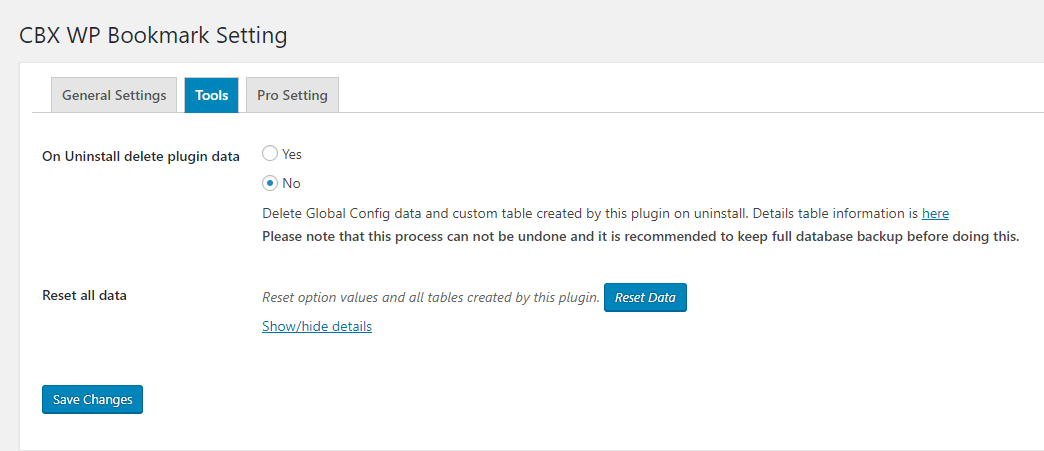 CBX WP Bookmark Setting
General Settings Tools Pro Setting
On Uninstall delete plugin data Yes
No
Delete Global Config data and custom table created by this plugin on uninstall. Details table information is here
Please note that this process can not be undone and it is recommended to keep full database backup before doing this.
Reset all data Reset option values and all tables created by this plugin. Reset Data
Show/hide details
Save Changes